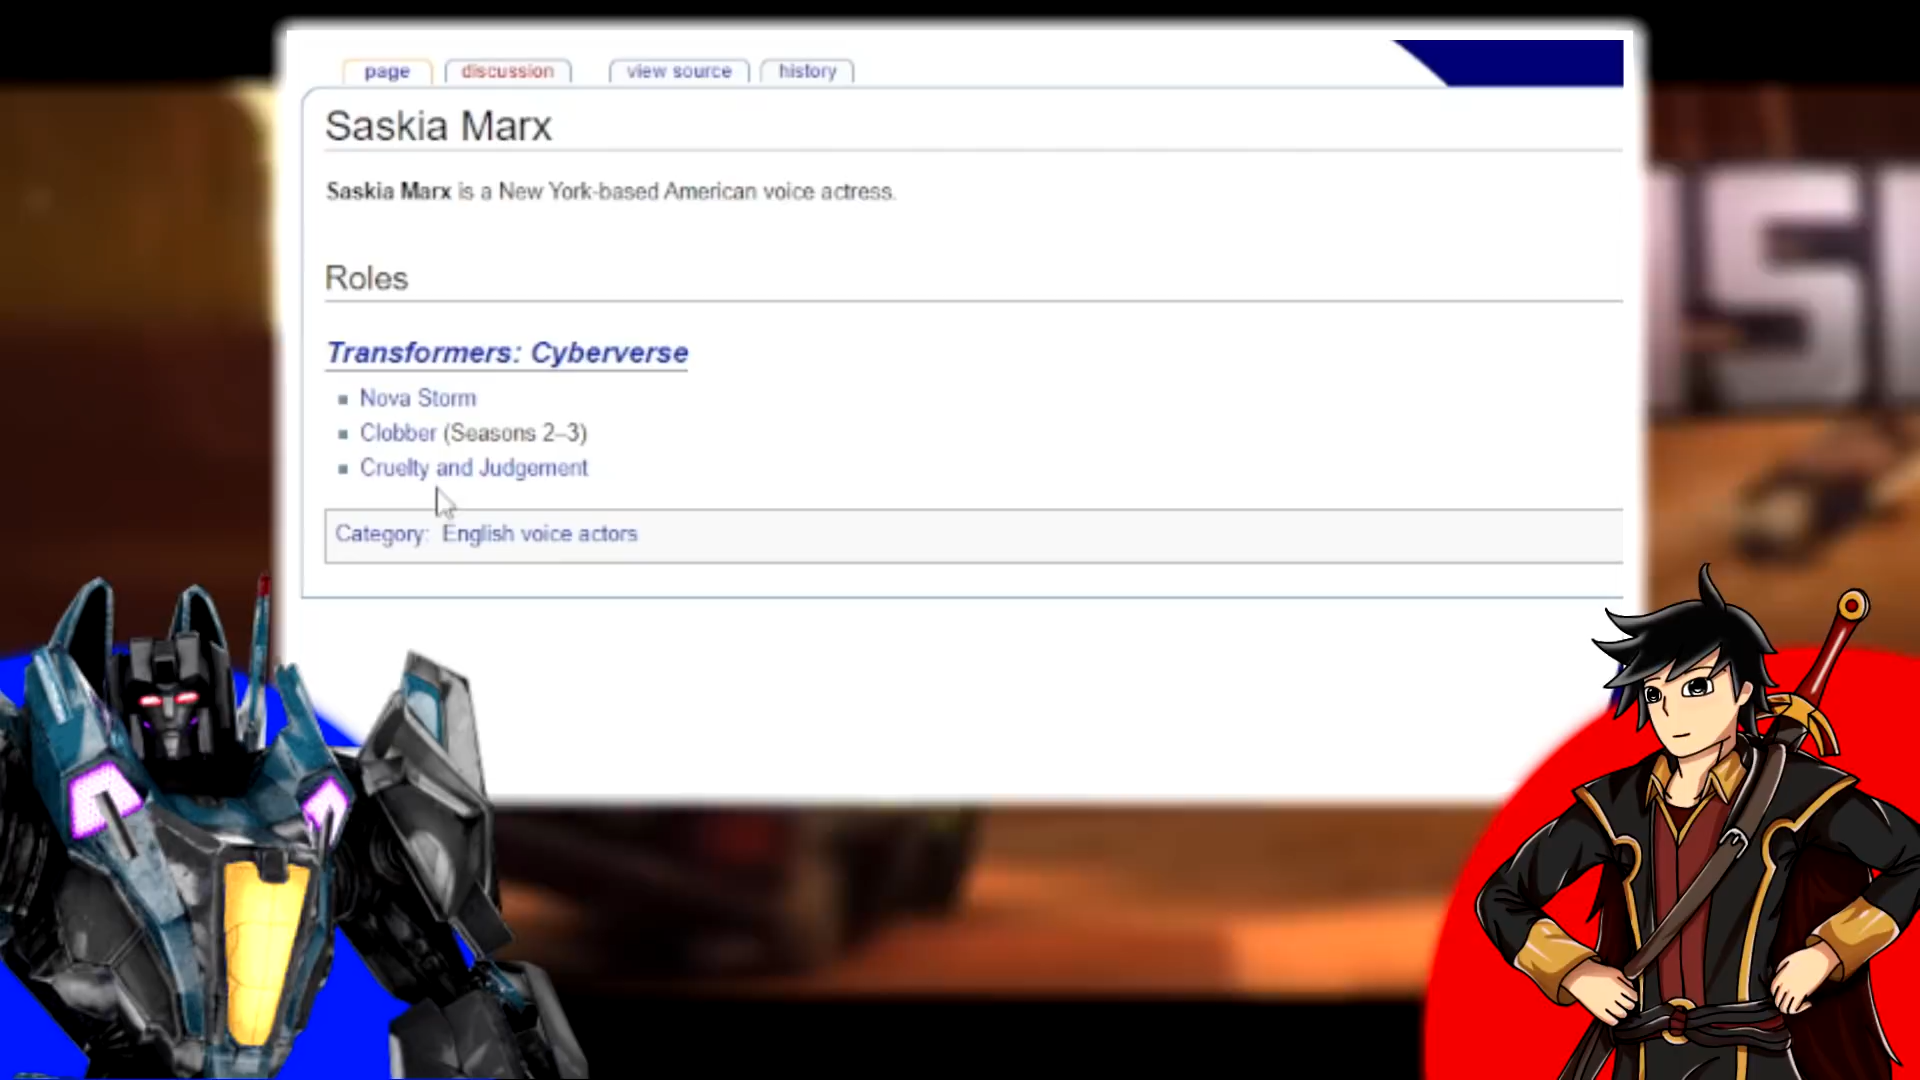 page discussion view source history
Saskia Marx
Saskia Marx is a New York-based American voice actress.
Roles
Transformers: Cyberverse
Nova Storm
Clobber (Seasons 2–3)
Cruelty and Judgement
Category: English voice actors